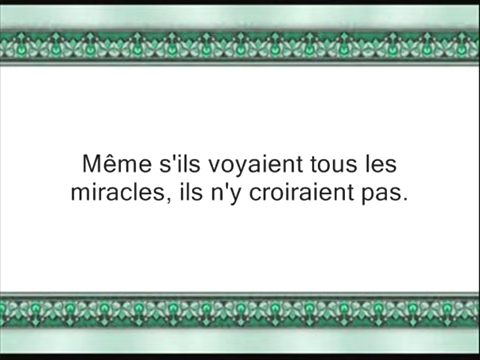 Même s'ils voyaient tous les
miracles, ils n'y croiraient pas.